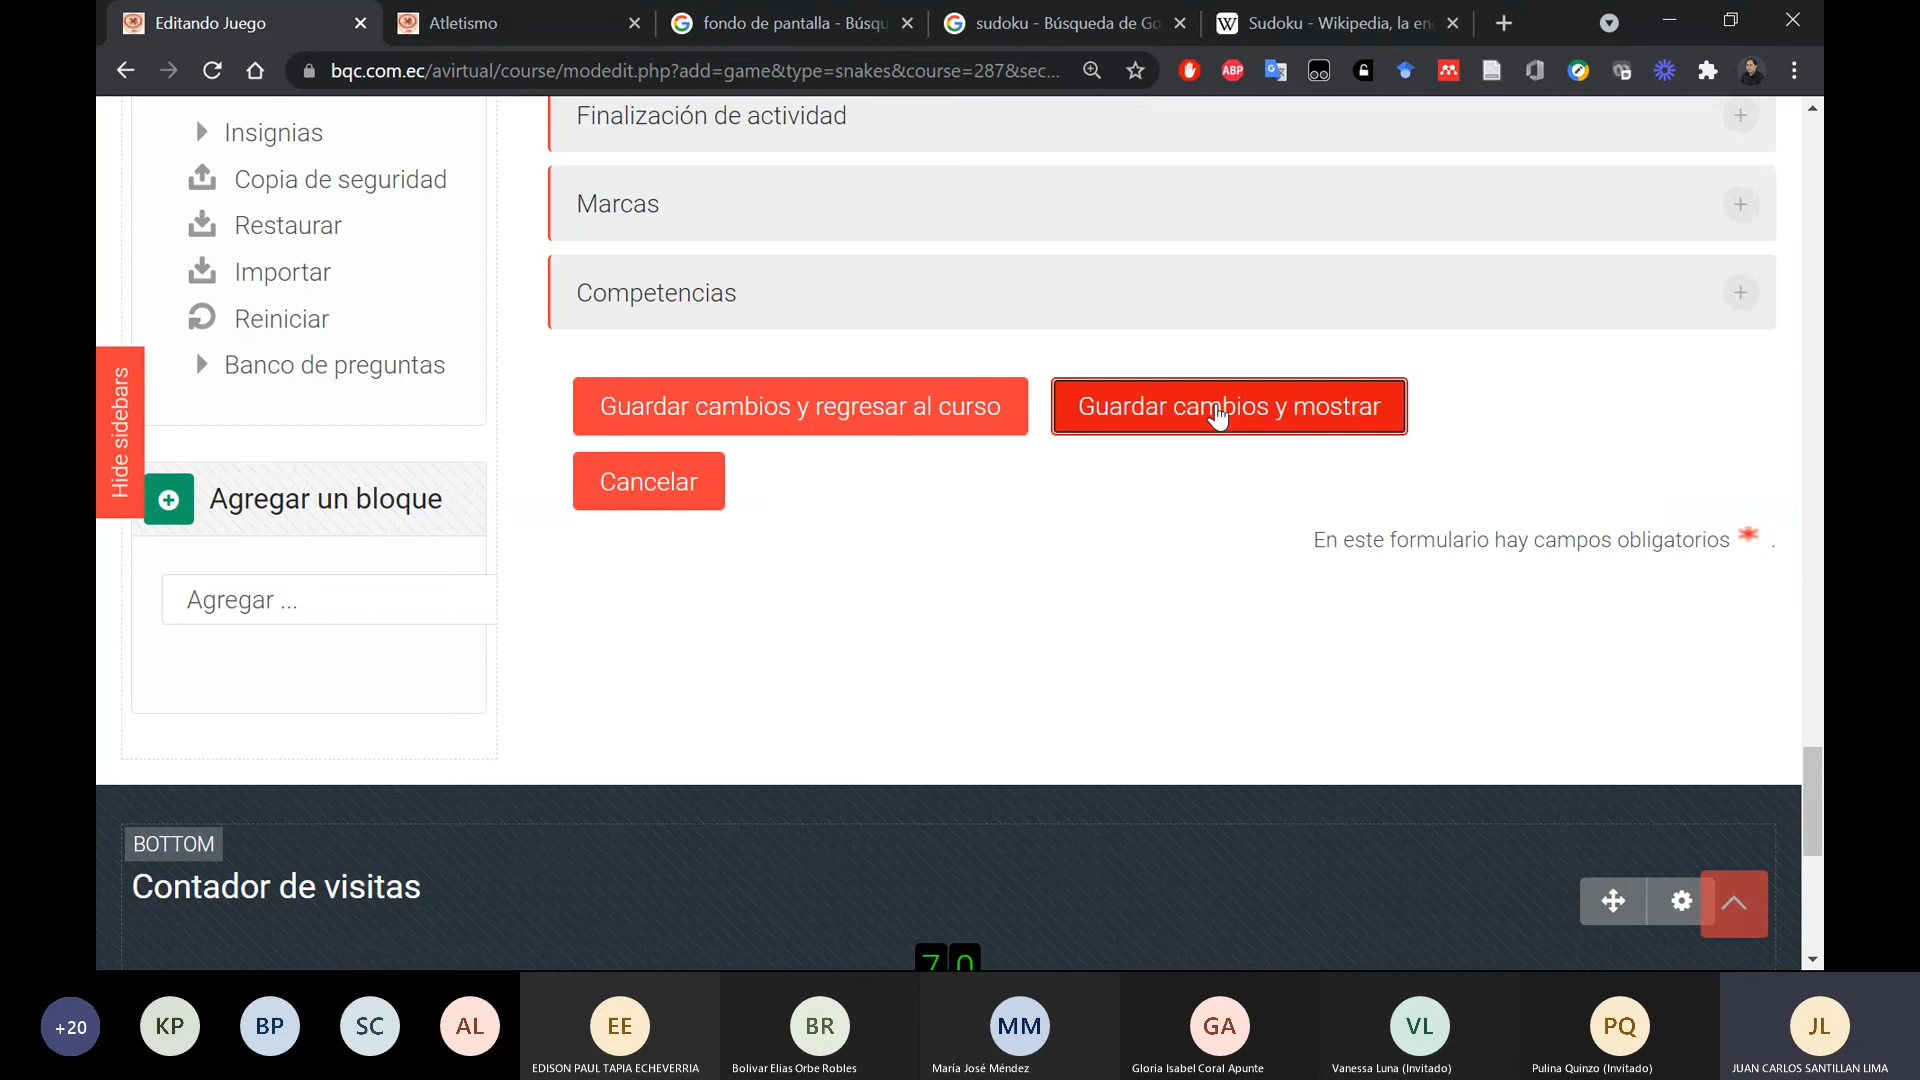 Editando Juego
Atletismo
fondo de pantalla - Búsqu
sudoku - Búsqueda de Go
Sudoku - Wikipedia, la en
bqc.com.ec/avirtual/course/modedit.php?add=game&type=snakes&course=287&sec...
ABP
Insignias
Copia de seguridad
Restaurar
Importar
Reiniciar
Banco de preguntas
Hide sidebars
Agregar un bloque
Agregar ...
Finalización de actividad
Marcas
Competencias
Guardar cambios y regresar al curso
Guardar cambios y mostrar
Cancelar
En este formulario hay campos obligatorios * .
BOTTOM
Contador de visitas
70
+20
KP
BP
SC
AL
EE
BR
MM
GA
VL
PQ
JL
EDISON PAUL TAPIA ECHEVERRIA
Bolivar Elias Orbe Robles
María José Méndez
Gloria Isabel Coral Apunte
Vanessa Luna (Invitado)
Pulina Quinzo (Invitado)
JUAN CARLOS SANTILLAN LIMA